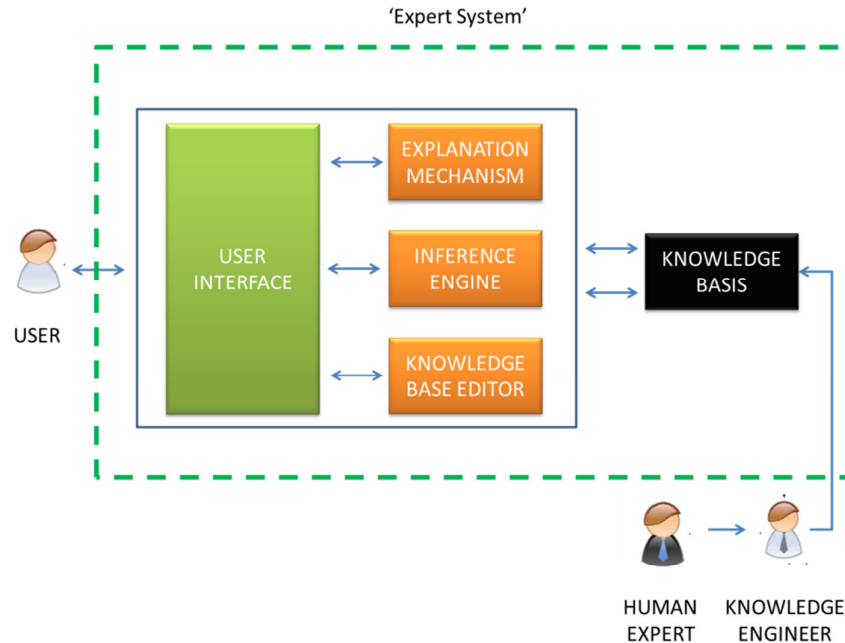 ‘Expert System’
EXPLANATION
MECHANISM
USER
INTERFACE
INFERENCE
ENGINE
KNOWLEDGE
BASIS
USER
KNOWLEDGE
BASE EDITOR
HUMAN
EXPERT
KNOWLEDGE
ENGINEER